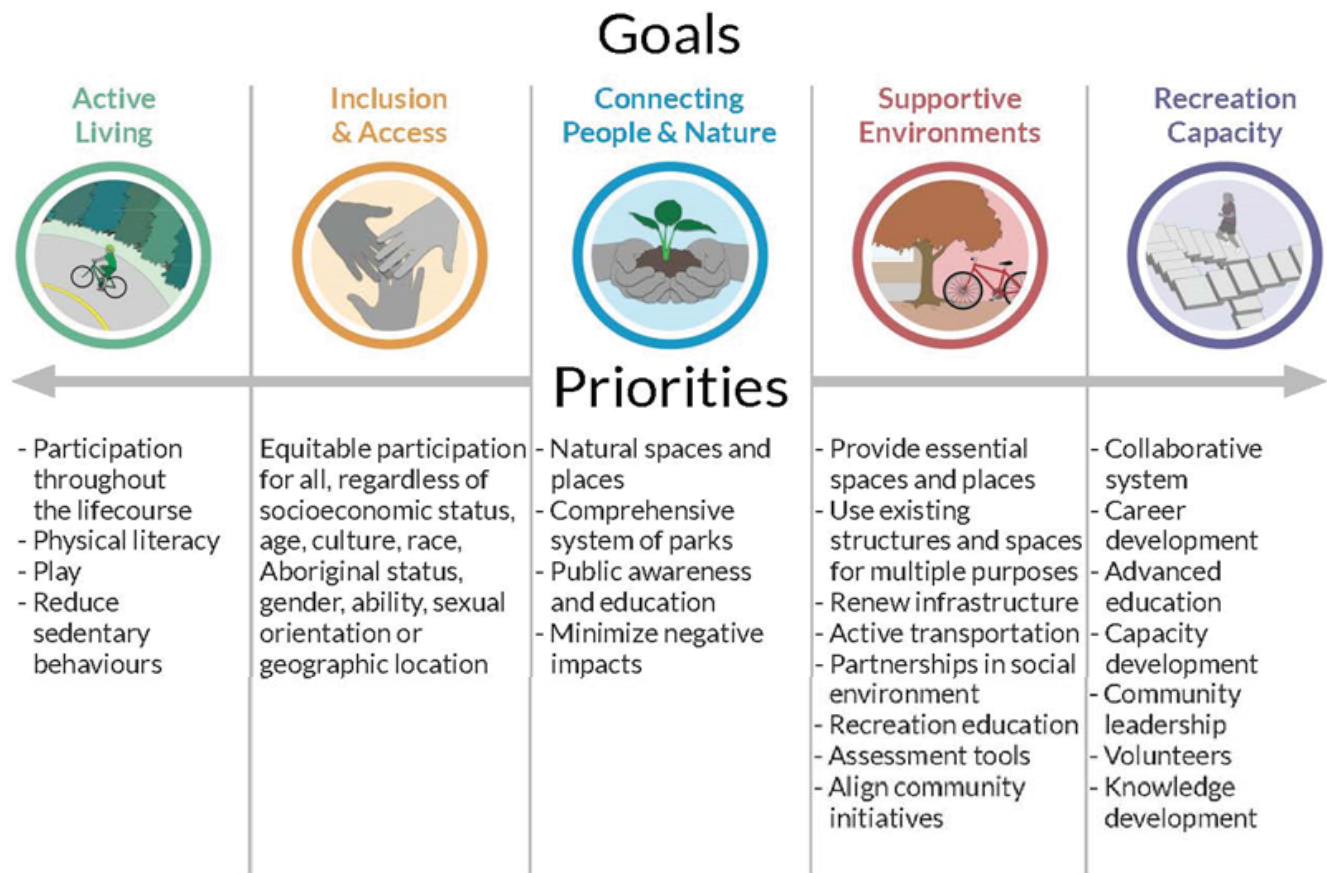 Goals
Active
Living
Inclusion
& Access
Connecting
People & Nature
Supportive
Environments
Recreation
Capacity
Priorities
- Participation
throughout
the lifecourse
- Physical literacy
- Play
- Reduce
sedentary
behaviours
Equitable participation
for all, regardless of
socioeconomic status,
age, culture, race,
Aboriginal status,
gender, ability, sexual
orientation or
geographic location
- Natural spaces and
places
- Comprehensive
system of parks
- Public awareness
and education
- Minimize negative
impacts
- Provide essential
spaces and places
- Use existing
structures and spaces
for multiple purposes
- Renew infrastructure
- Active transportation
- Partnerships in social
environment
- Recreation education
- Assessment tools
- Align community
initiatives
- Collaborative
system
- Career
development
- Advanced
education
- Capacity
development
- Community
leadership
- Volunteers
- Knowledge
development